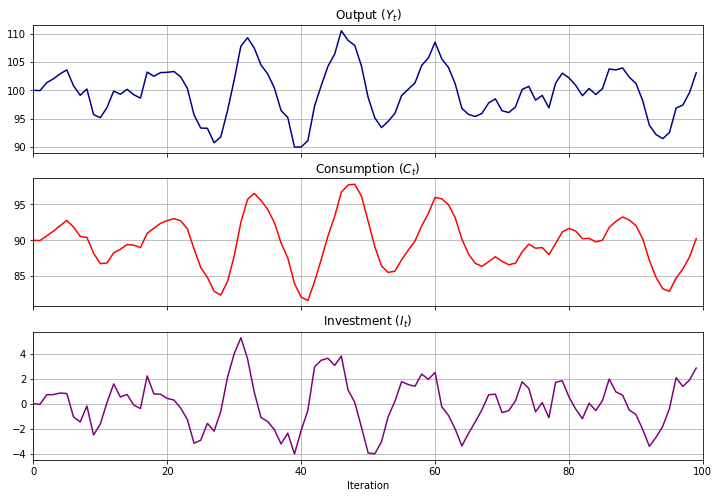 Output (Y_t)
110
105
100
95
90
Consumption (C_t)
95
90
85
Investment (I_t)
4
2
0
−2
−4
0 20 40 60 80 100
Iteration